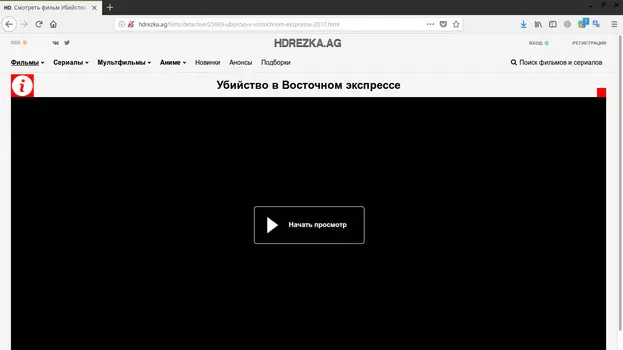 HD Смотреть фильм Убийство
hdrezka.ag/films/detective/25693-ubiystvo-v-vostochnom-ekspresse-2017.html
RSS
HDREZKA.AG
ВХОД
РЕГИСТРАЦИЯ
Фильмы Сериалы Мультфильмы Аниме Новинки Анонсы Подборки Поиск фильмов и сериалов
Убийство в Восточном экспрессе
Начать просмотр